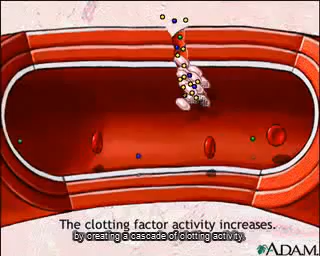 The clotting factor activity increases.
by creating a cascade of clotting activity.
ADAM.